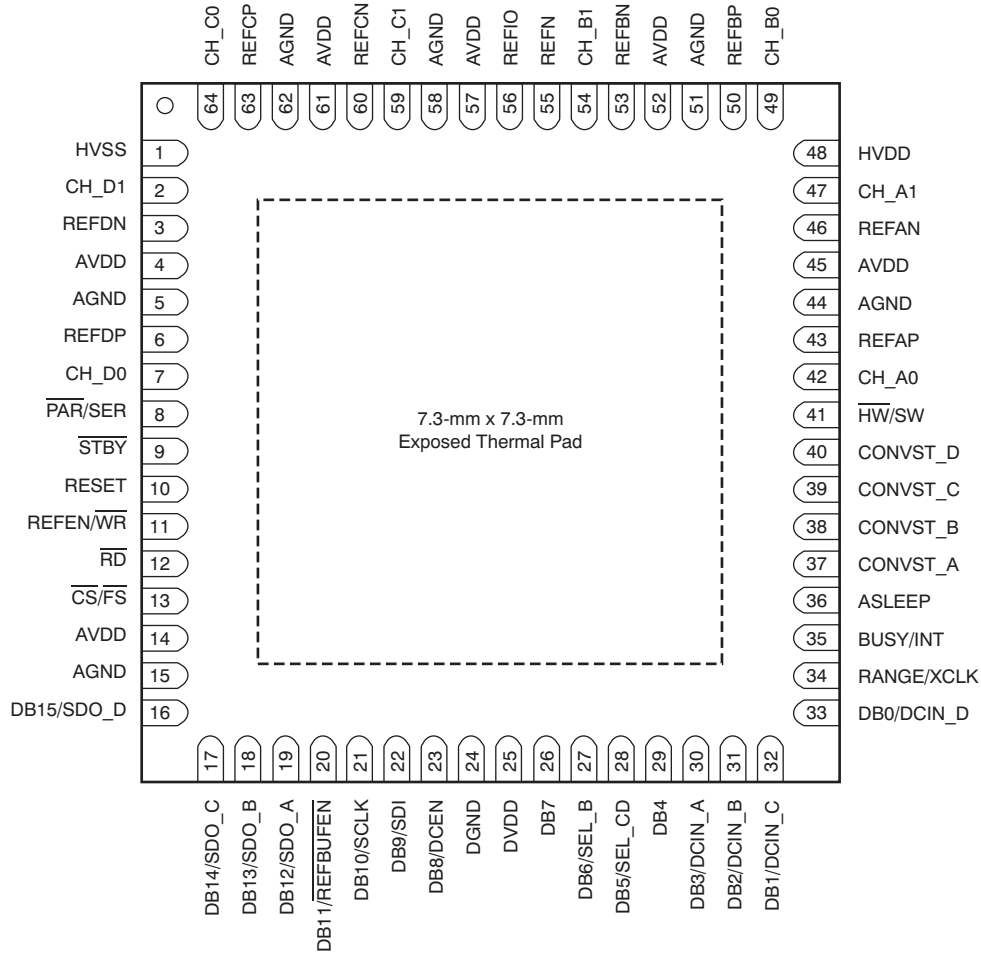 CH_C0 REFCP AGND AVDD REFCN CH_C1 AGND AVDD REFIO REFN CH_B1 REFBN AVDD AGND REFBP CH_B0
64 63 62 61 60 59 58 57 56 55 54 53 52 51 50 49
HVSS 1 48 HVDD
CH_D1 2 47 CH_A1
REFDN 3 46 REFAN
AVDD 4 45 AVDD
AGND 5 44 AGND
REFDP 6 43 REFAP
CH_D0 7 42 CH_A0
PAR/SER 8 41 HW/SW
7.3-mm x 7.3-mm
Exposed Thermal Pad
STBY 9 40 CONVST_D
RESET 10 39 CONVST_C
REFEN/WR 11 38 CONVST_B
RD 12 37 CONVST_A
CS/FS 13 36 ASLEEP
AVDD 14 35 BUSY/INT
AGND 15 34 RANGE/XCLK
DB15/SDO_D 16 33 DB0/DCIN_D
17 18 19 20 21 22 23 24 25 26 27 28 29 30 31 32
DB14/SDO_C DB13/SDO_B DB12/SDO_A DB11/REFBUFEN DB10/SCLK DB9/SDI DB8/DCEN DGND DVDD DB7 DB6/SEL_B DB5/SEL_CD DB4 DB3/DCIN_A DB2/DCIN_B DB1/DCIN_C